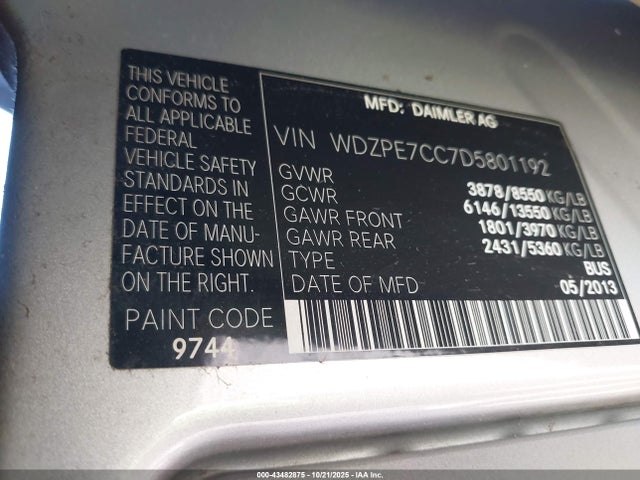 THIS VEHICLE
CONFORMS TO
ALL APPLICABLE
FEDERAL
VEHICLE SAFETY
STANDARDS IN
EFFECT ON THE
DATE OF MANU-
FACTURE SHOWN
ON THE RIGHT.
PAINT CODE
9744
MFD: DAIMLER AG
VIN WDZPE7CC7D5801192
GVWR 3878/8550 KG/LB
GCWR 6146/13550 KG/LB
GAWR FRONT 1801/3970 KG/LB
GAWR REAR 2431/5360 KG/LB
TYPE BUS
DATE OF MFD 05/2013
000-43482875 - 10/21/2025 - IAA Inc.